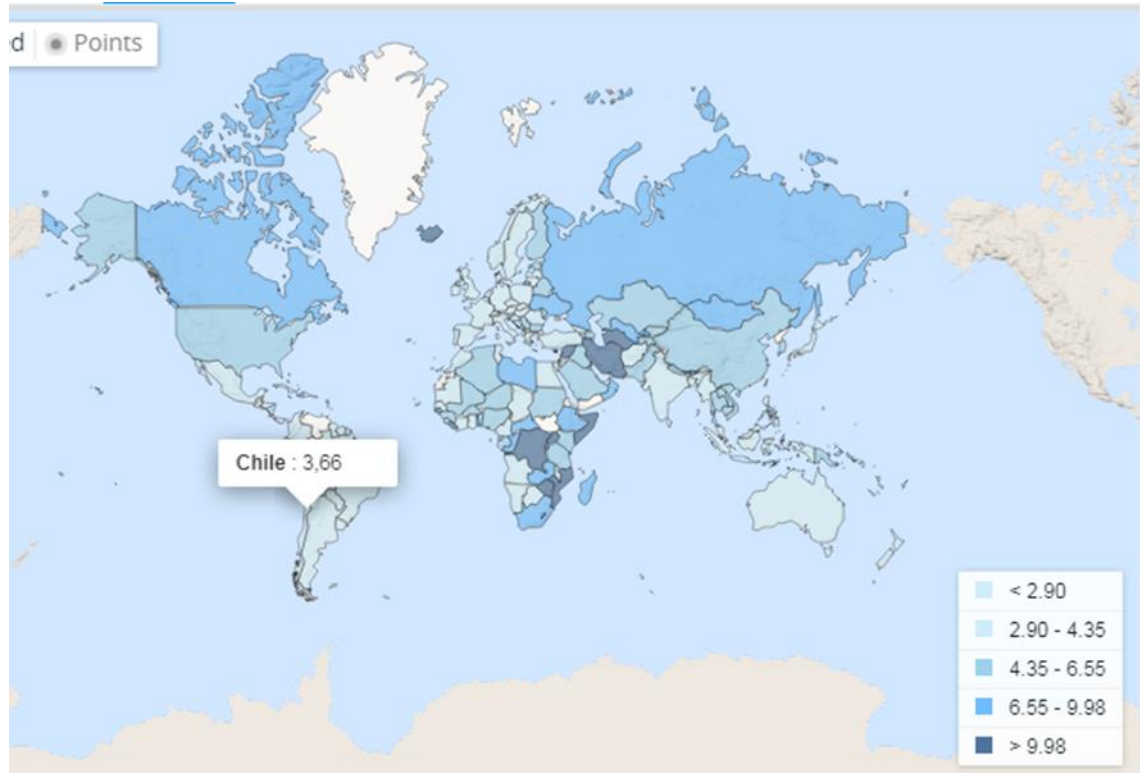 d Points
Chile : 3,66
< 2.90
2.90 - 4.35
4.35 - 6.55
6.55 - 9.98
> 9.98